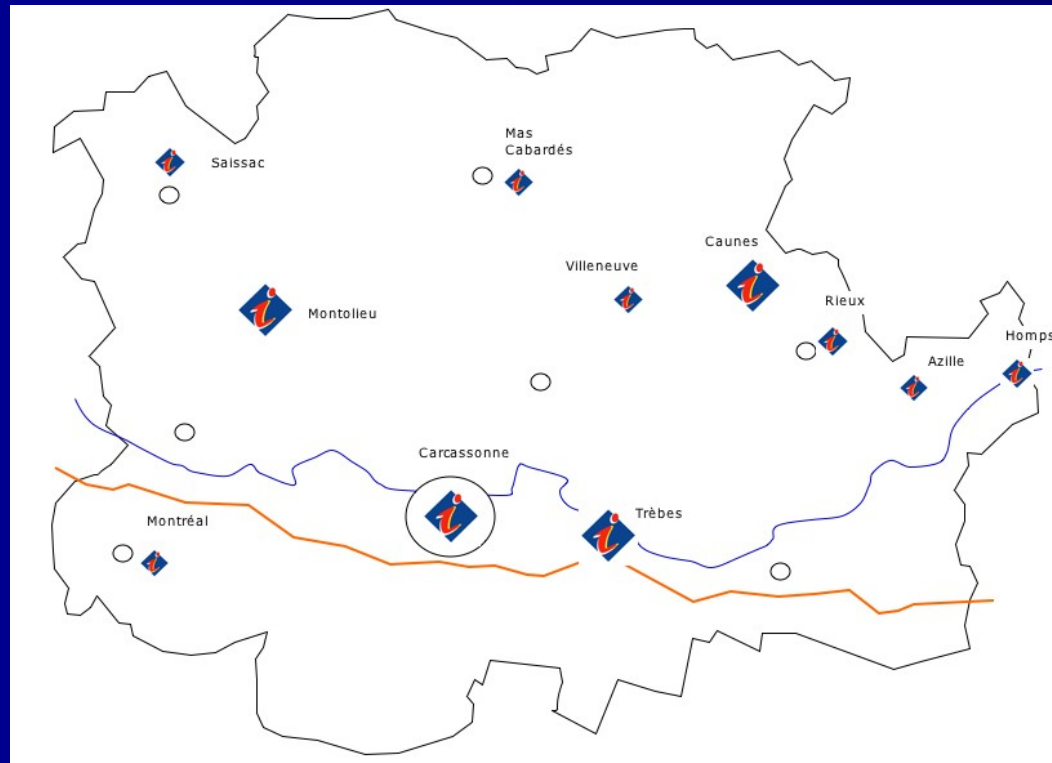 Mas
Cabardés
Saissac
Caunes
Villeneuve
Rieux
Montolieu
Homps
Azille
Carcassonne
Trèbes
Montréal